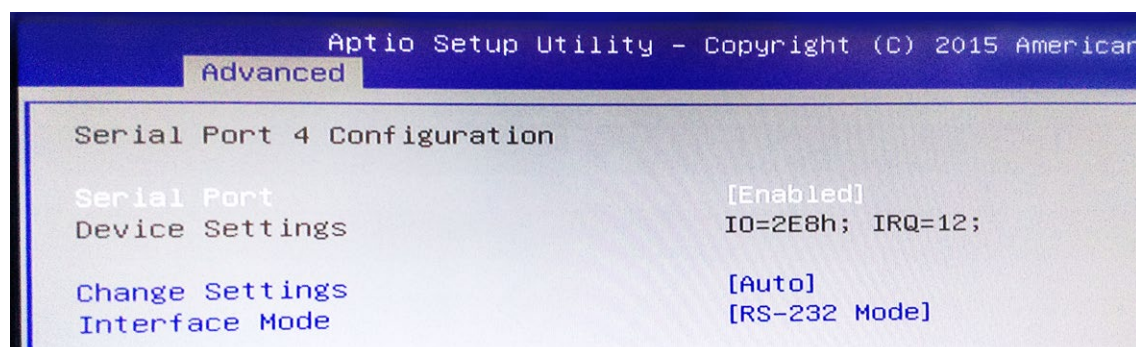 Aptio Setup Utility – Copyright (C) 2015 American
Advanced
Serial Port 4 Configuration
Serial Port [Enabled]
Device Settings IO=2E8h; IRQ=12;
Change Settings [Auto]
Interface Mode [RS-232 Mode]